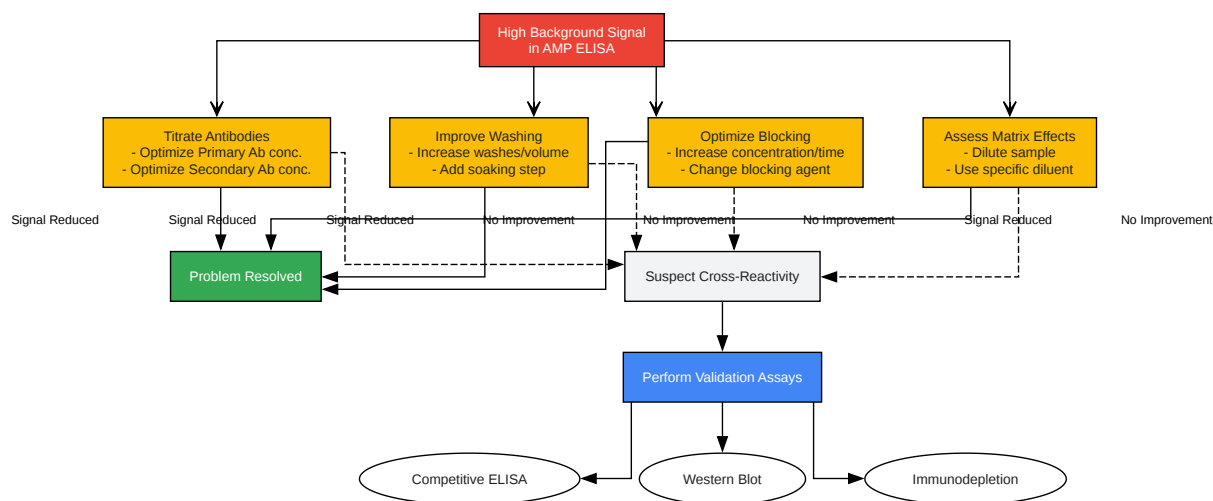 High Background Signal
in AMP ELISA
Titrate Antibodies
- Optimize Primary Ab conc.
- Optimize Secondary Ab conc.
Improve Washing
- Increase washes/volume
- Add soaking step
Optimize Blocking
- Increase concentration/time
- Change blocking agent
Assess Matrix Effects
- Dilute sample
- Use specific diluent
Signal Reduced
Signal Reduced
Signal Reduced
No Improvement
No Improvement
No Improvement
Signal Reduced
No Improvement
Problem Resolved
Suspect Cross-Reactivity
Perform Validation Assays
Competitive ELISA
Western Blot
Immunodepletion